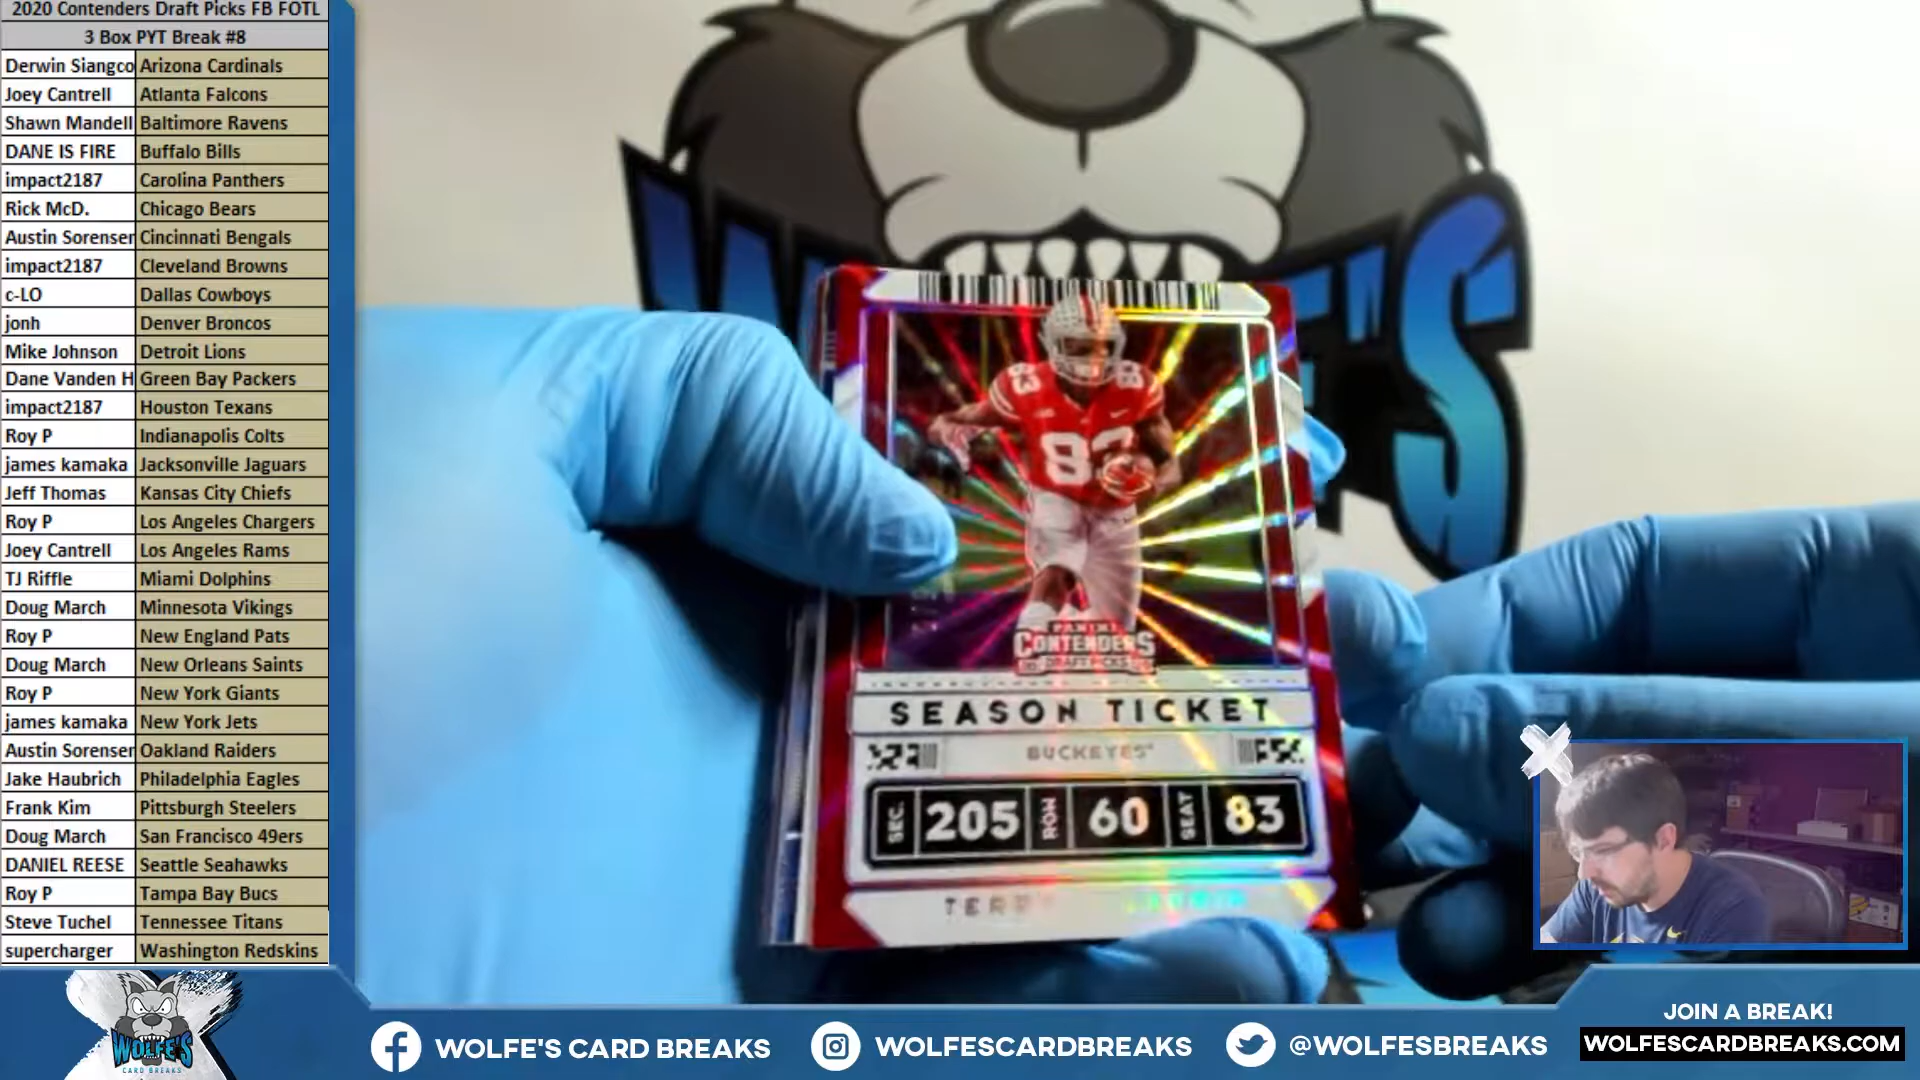 2020 Contenders Draft Picks FB FOTL
3 Box PYT Break #8
Derwin Siangco Arizona Cardinals
Joey Cantrell Atlanta Falcons
Shawn Mandell Baltimore Ravens
DANE IS FIRE Buffalo Bills
impact2187 Carolina Panthers
Rick McD. Chicago Bears
Austin Sorenser Cincinnati Bengals
impact2187 Cleveland Browns
c-LO Dallas Cowboys
jonh Denver Broncos
Mike Johnson Detroit Lions
Dane Vanden H Green Bay Packers
impact2187 Houston Texans
Roy P Indianapolis Colts
james kamaka Jacksonville Jaguars
Jeff Thomas Kansas City Chiefs
Roy P Los Angeles Chargers
Joey Cantrell Los Angeles Rams
TJ Riffle Miami Dolphins
Doug March Minnesota Vikings
Roy P New England Pats
Doug March New Orleans Saints
Roy P New York Giants
james kamaka New York Jets
Austin Sorenser Oakland Raiders
Jake Haubrich Philadelphia Eagles
Frank Kim Pittsburgh Steelers
Doug March San Francisco 49ers
DANIEL REESE Seattle Seahawks
Roy P Tampa Bay Bucs
Steve Tuchel Tennessee Titans
supercharger Washington Redskins
83
PANINI
CONTENDERS
DRAFT PICKS
SEASON TICKET
BUCKEYES
SEC. 205 ROW 60 SEAT 83
WOLFE'S
CARD BREAKS
WOLFE'S CARD BREAKS
WOLFESCARDBREAKS
@WOLFESBREAKS
JOIN A BREAK!
WOLFESCARDBREAKS.COM